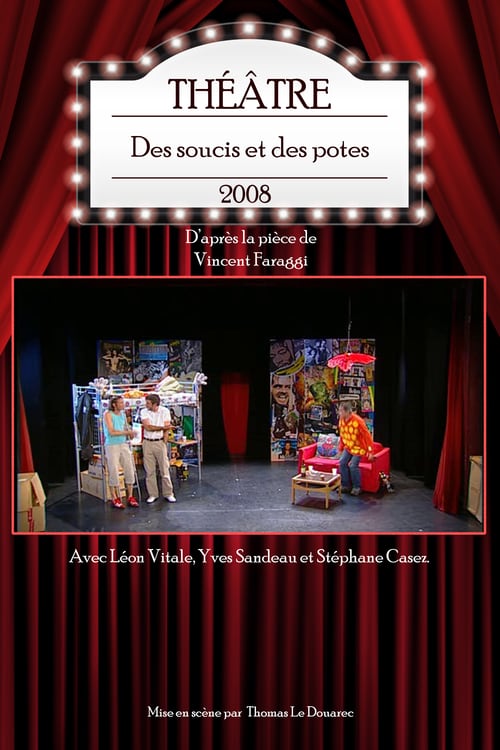 THÉÂTRE
Des soucis et des potes
2008
D'après la pièce de
Vincent Faraggi
Avec Léon Vitale, Yves Sandeau et Stéphane Casez.
Mise en scène par Thomas Le Douarec